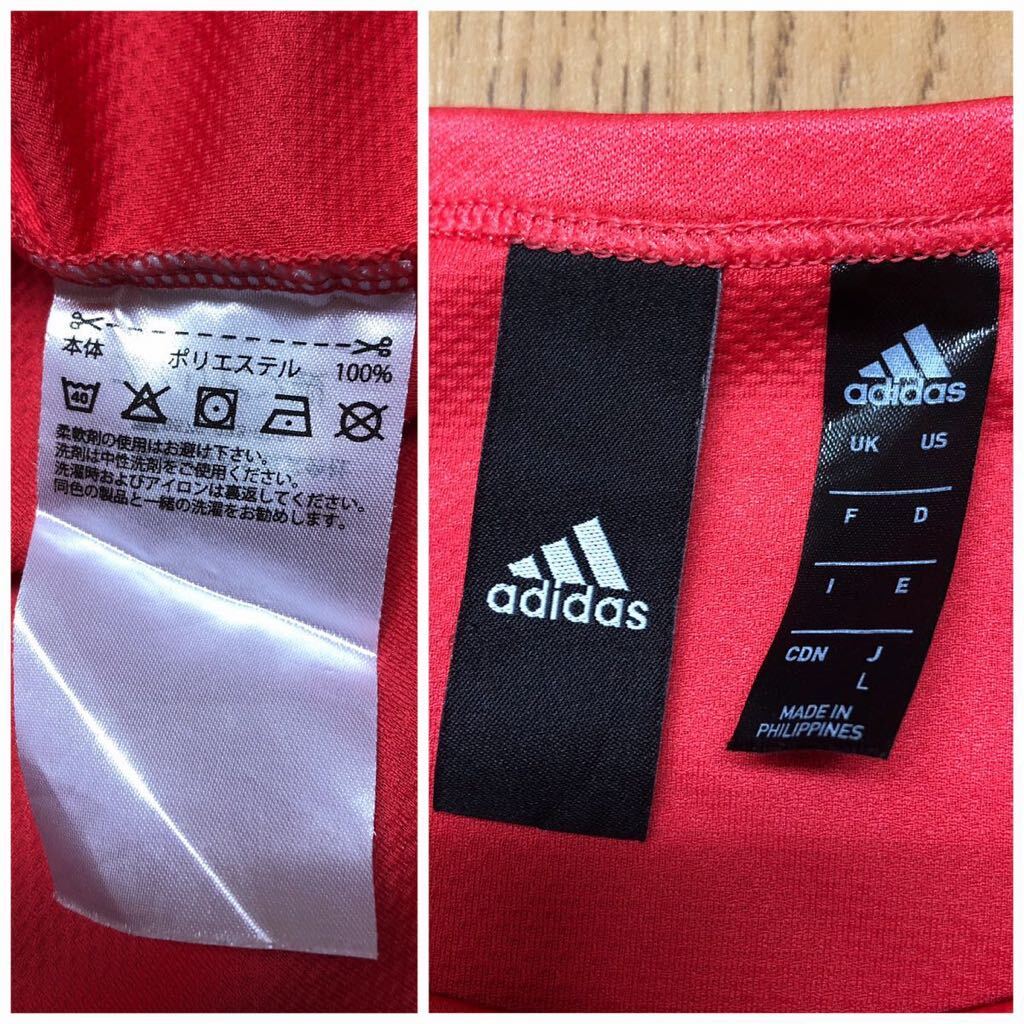 本体 ポリエステル 100%
40
柔軟剤の使用はお避け下さい。
洗剤は中性洗剤をご使用ください。
洗濯時およびアイロンは裏返してください。
同色の製品と一緒の洗濯をお勧めします。
adidas
adidas
UK US
F D
I E
CDN J
L
MADE IN
PHILIPPINES